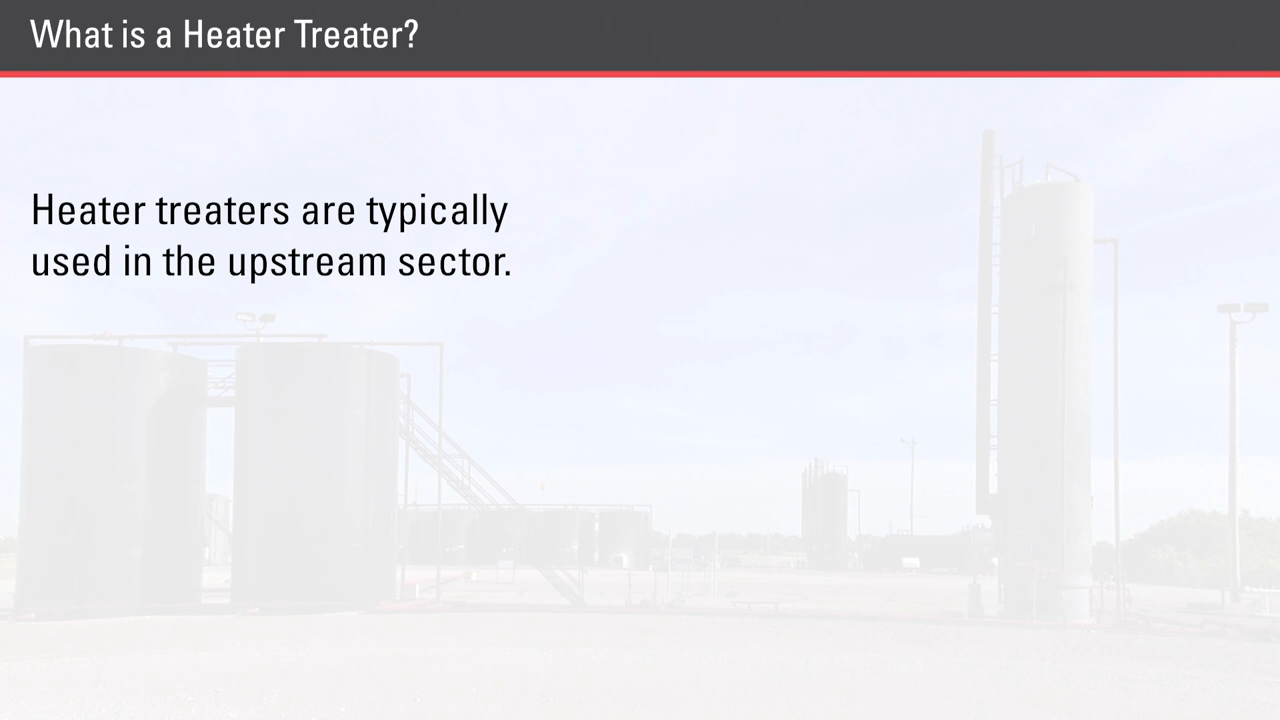 What is a Heater Treater?
Heater treaters are typically
used in the upstream sector.